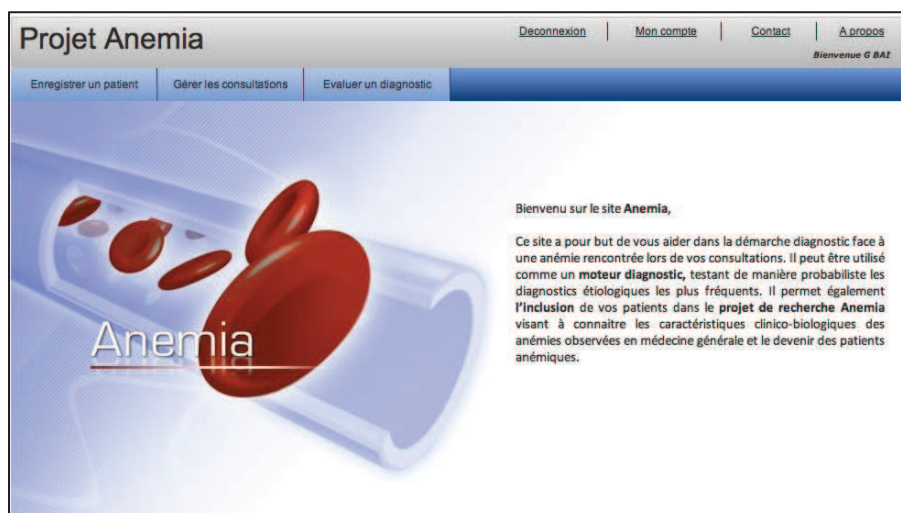 Projet Anemia
Deconnexion Mon compte Contact A propos
Bienvenue G BAI
Enregistrer un patient Gérer les consultations Evaluer un diagnostic
Bienvenu sur le site Anemia,
Ce site a pour but de vous aider dans la démarche diagnostic face à
une anémie rencontrée lors de vos consultations. Il peut être utilisé
comme un moteur diagnostic, testant de manière probabiliste les
diagnostics étiologiques les plus fréquents. Il permet également
l'inclusion de vos patients dans le projet de recherche Anemia
visant à connaitre les caractéristiques clinico-biologiques des
anémies observées en médecine générale et le devenir des patients
anémiques.
Anemia